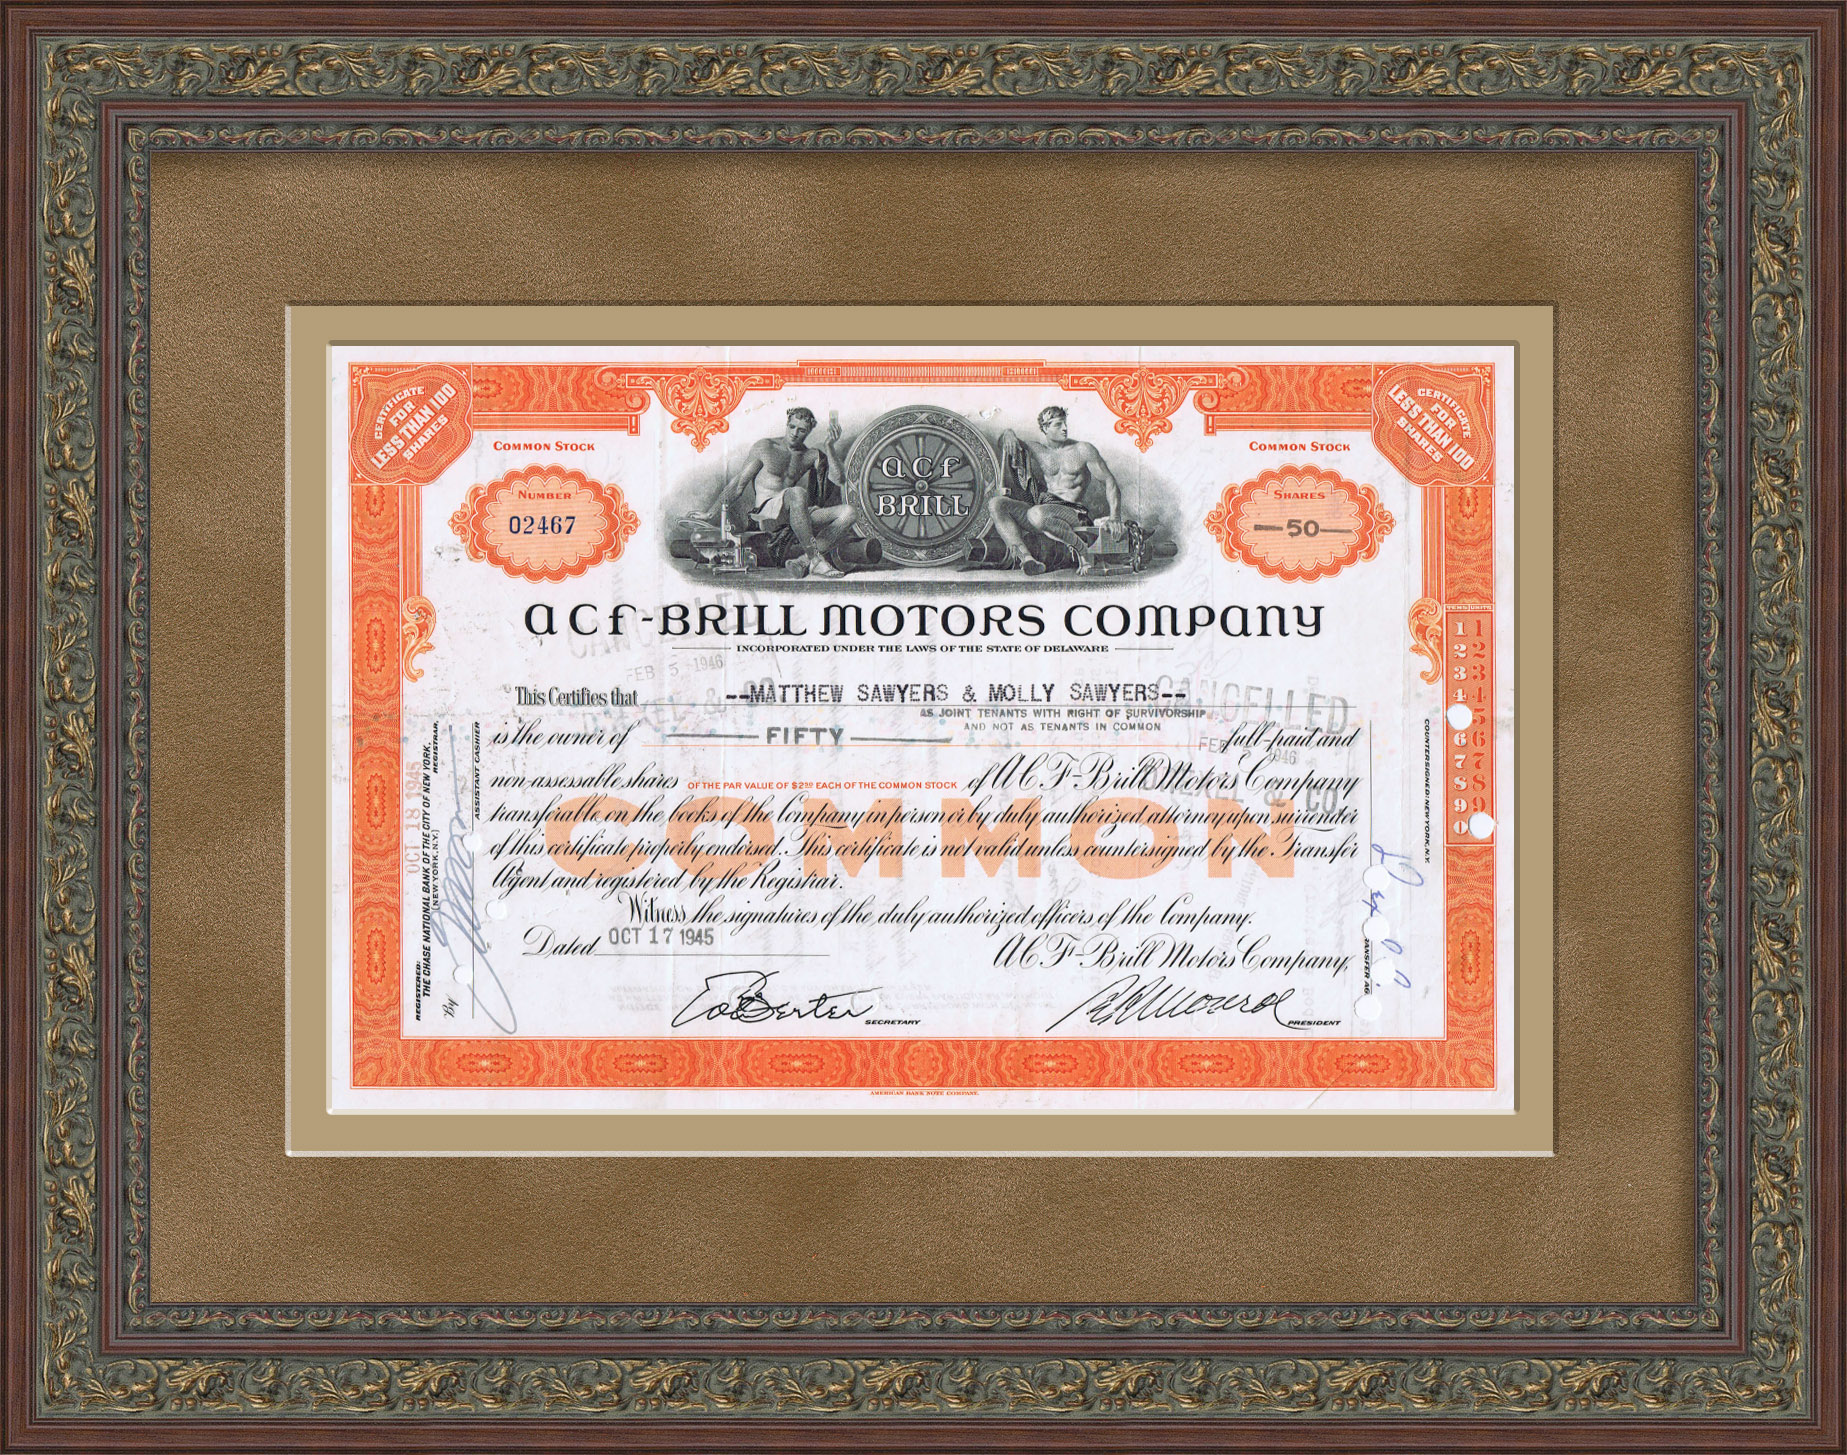 CERTIFICATE
FOR
LESS THAN 100
SHARES
CERTIFICATE
FOR
LESS THAN 100
SHARES
COMMON STOCK
COMMON STOCK
NUMBER
02467
aCf
BRILL
SHARES
—50—
aCf-BRILL MOTORS COMPany
INCORPORATED UNDER THE LAWS OF THE STATE OF DELAWARE
CANCELLED
FEB 5 -1946
DREXEL & CO.
This Certifies that --MATTHEW SAWYERS & MOLLY SAWYERS--
AS JOINT TENANTS WITH RIGHT OF SURVIVORSHIP
AND NOT AS TENANTS IN COMMON
CANCELLED
is the owner of FIFTY full-paid and
FEB 5 1946
non-assessable shares OF THE PAR VALUE OF $2.50 EACH OF THE COMMON STOCK of A C F-Brill Motors Company
DREXEL & CO.
COMMON
transferable on the books of the Company in person or by duly authorized attorney upon surrender
of this certificate properly endorsed. This certificate is not valid unless countersigned by the Transfer
Agent and registered by the Registrar.
Witness the signatures of the duly authorized officers of the Company.
Dated OCT 17 1945
A C F-Brill Motors Company,
SECRETARY
PRESIDENT
OCT 18 1945
REGISTERED:
THE CHASE NATIONAL BANK OF THE CITY OF NEW YORK,
(NEW YORK, N.Y.) REGISTRAR,
By
ASSISTANT CASHIER
TENS UNITS
1 1
2 2
3 3
4 4
5
6 6
7 7
8 8
9 9
0
COUNTERSIGNED: NEW YORK, N.Y.
AMERICAN BANK NOTE COMPANY.